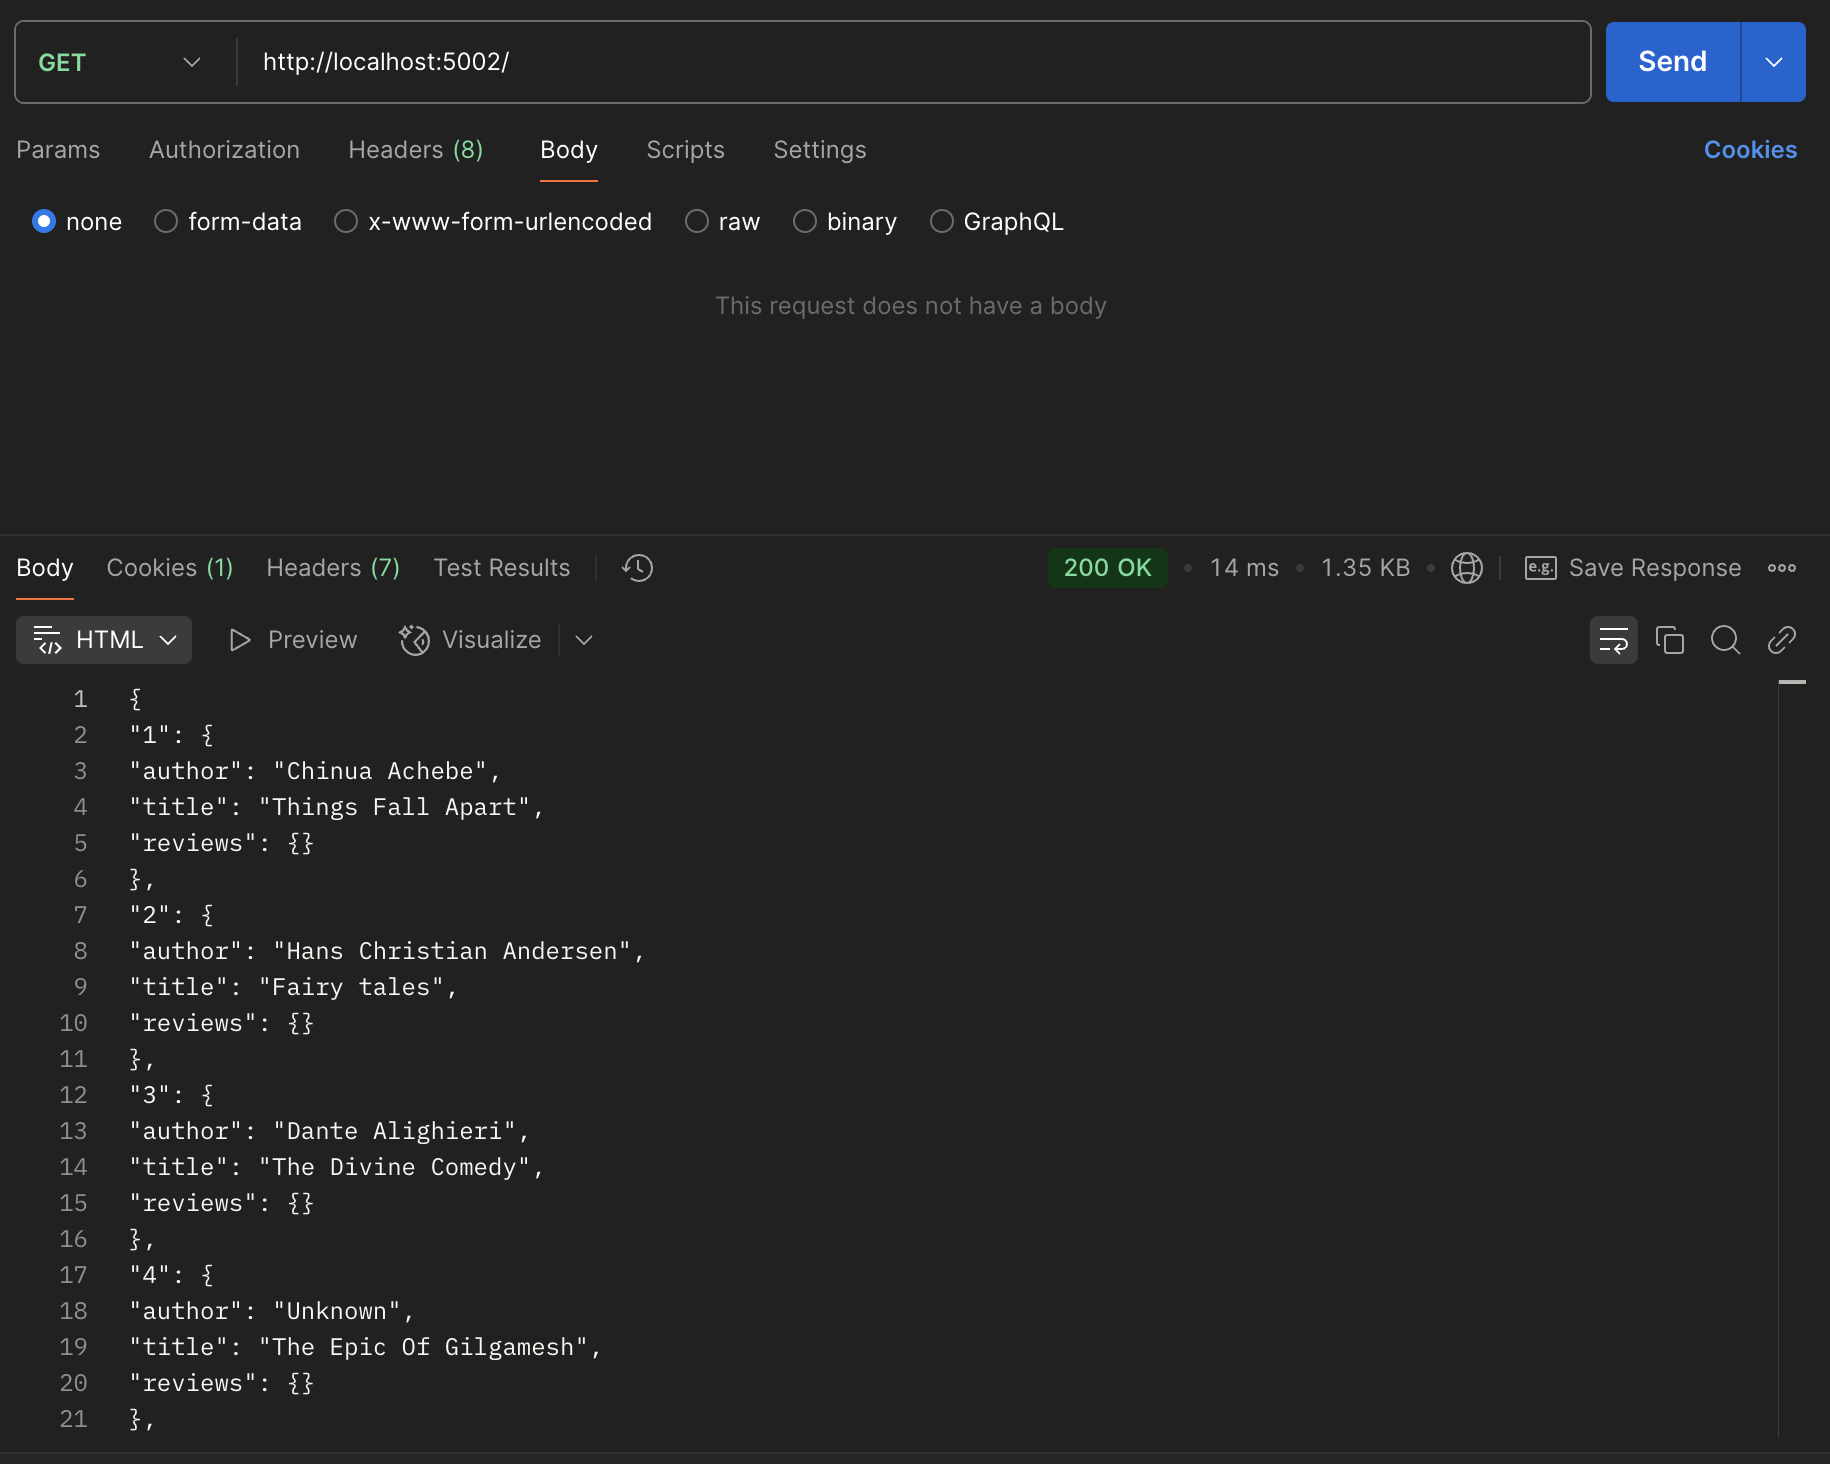 GET http://localhost:5002/ Send
Params Authorization Headers (8) Body Scripts Settings Cookies
none form-data x-www-form-urlencoded raw binary GraphQL
This request does not have a body
Body Cookies (1) Headers (7) Test Results 200 OK • 14 ms • 1.35 KB • e.g. Save Response
HTML Preview Visualize
1 {
2 "1": {
3 "author": "Chinua Achebe",
4 "title": "Things Fall Apart",
5 "reviews": {}
6 },
7 "2": {
8 "author": "Hans Christian Andersen",
9 "title": "Fairy tales",
10 "reviews": {}
11 },
12 "3": {
13 "author": "Dante Alighieri",
14 "title": "The Divine Comedy",
15 "reviews": {}
16 },
17 "4": {
18 "author": "Unknown",
19 "title": "The Epic Of Gilgamesh",
20 "reviews": {}
21 },